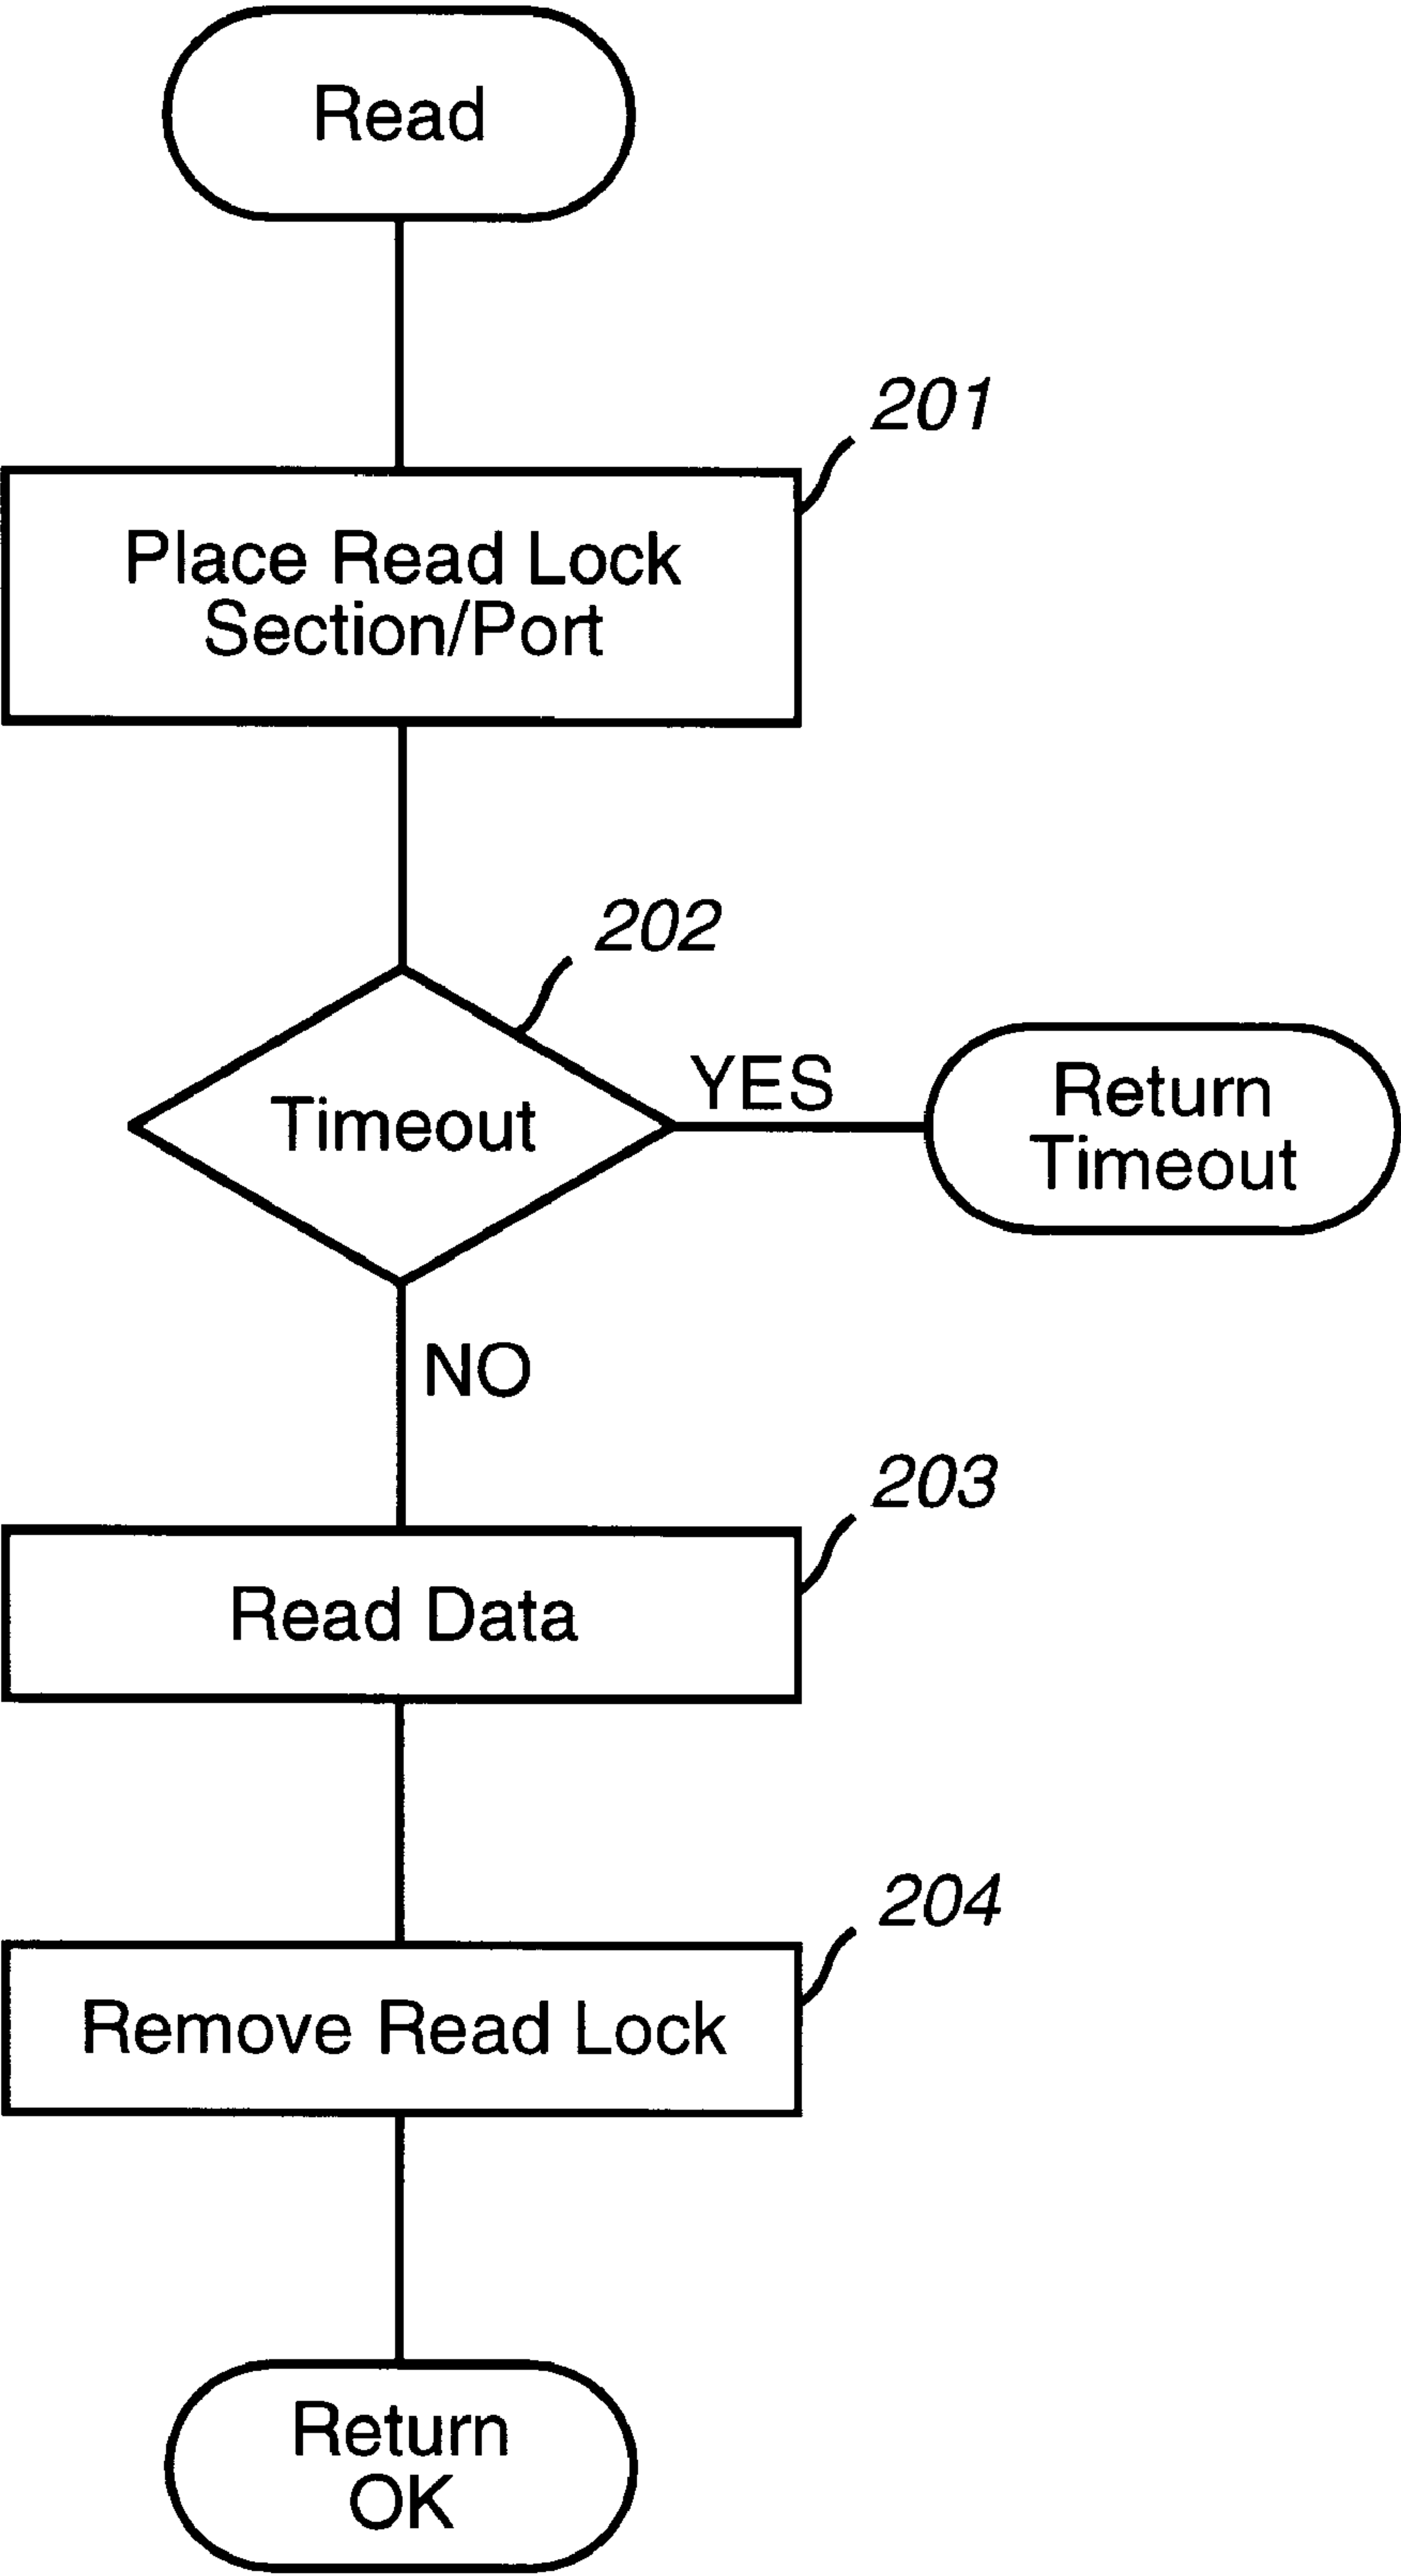 Read
201
Place Read Lock
Section/Port
202
Timeout
YES
Return
Timeout
NO
203
Read Data
204
Remove Read Lock
Return
OK